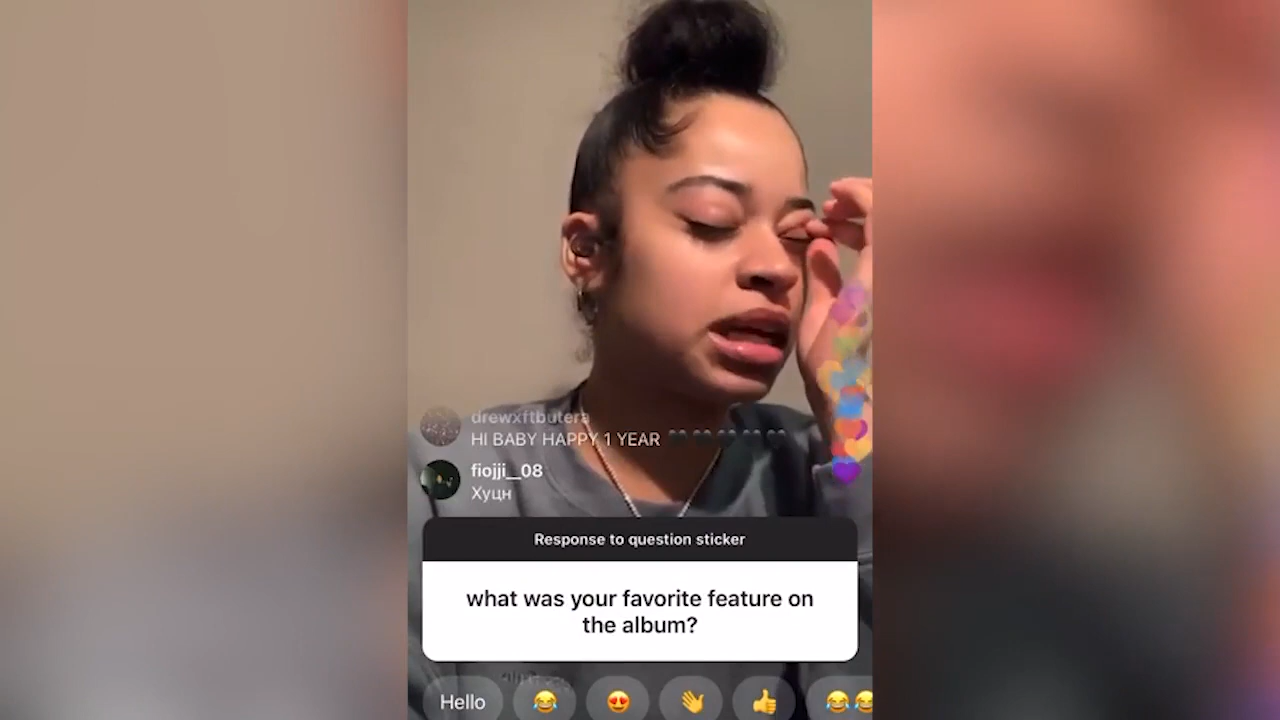 drewxftbutera
HI BABY HAPPY 1 YEAR 🖤 🖤 🖤 🖤 🖤
fiojji__08
Хуцн
Response to question sticker
what was your favorite feature on
the album?
Hello 😂 😍 👋 👍 😂😂